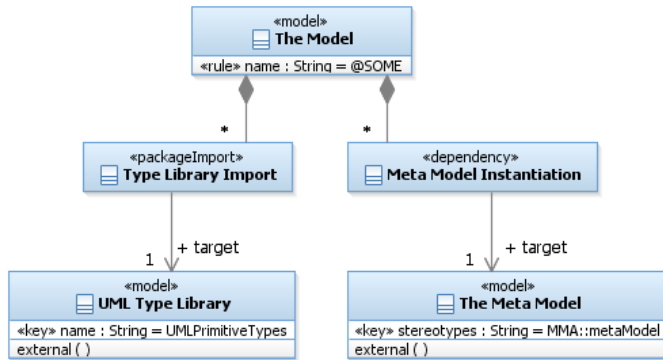 «model»
The Model
«rule» name : String = @SOME
* *
«packageImport» «dependency»
Type Library Import Meta Model Instantiation
+ target + target
1 1
«model» «model»
UML Type Library The Meta Model
«key» name : String = UMLPrimitiveTypes «key» stereotypes : String = MMA::metaModel
external ( ) external ( )